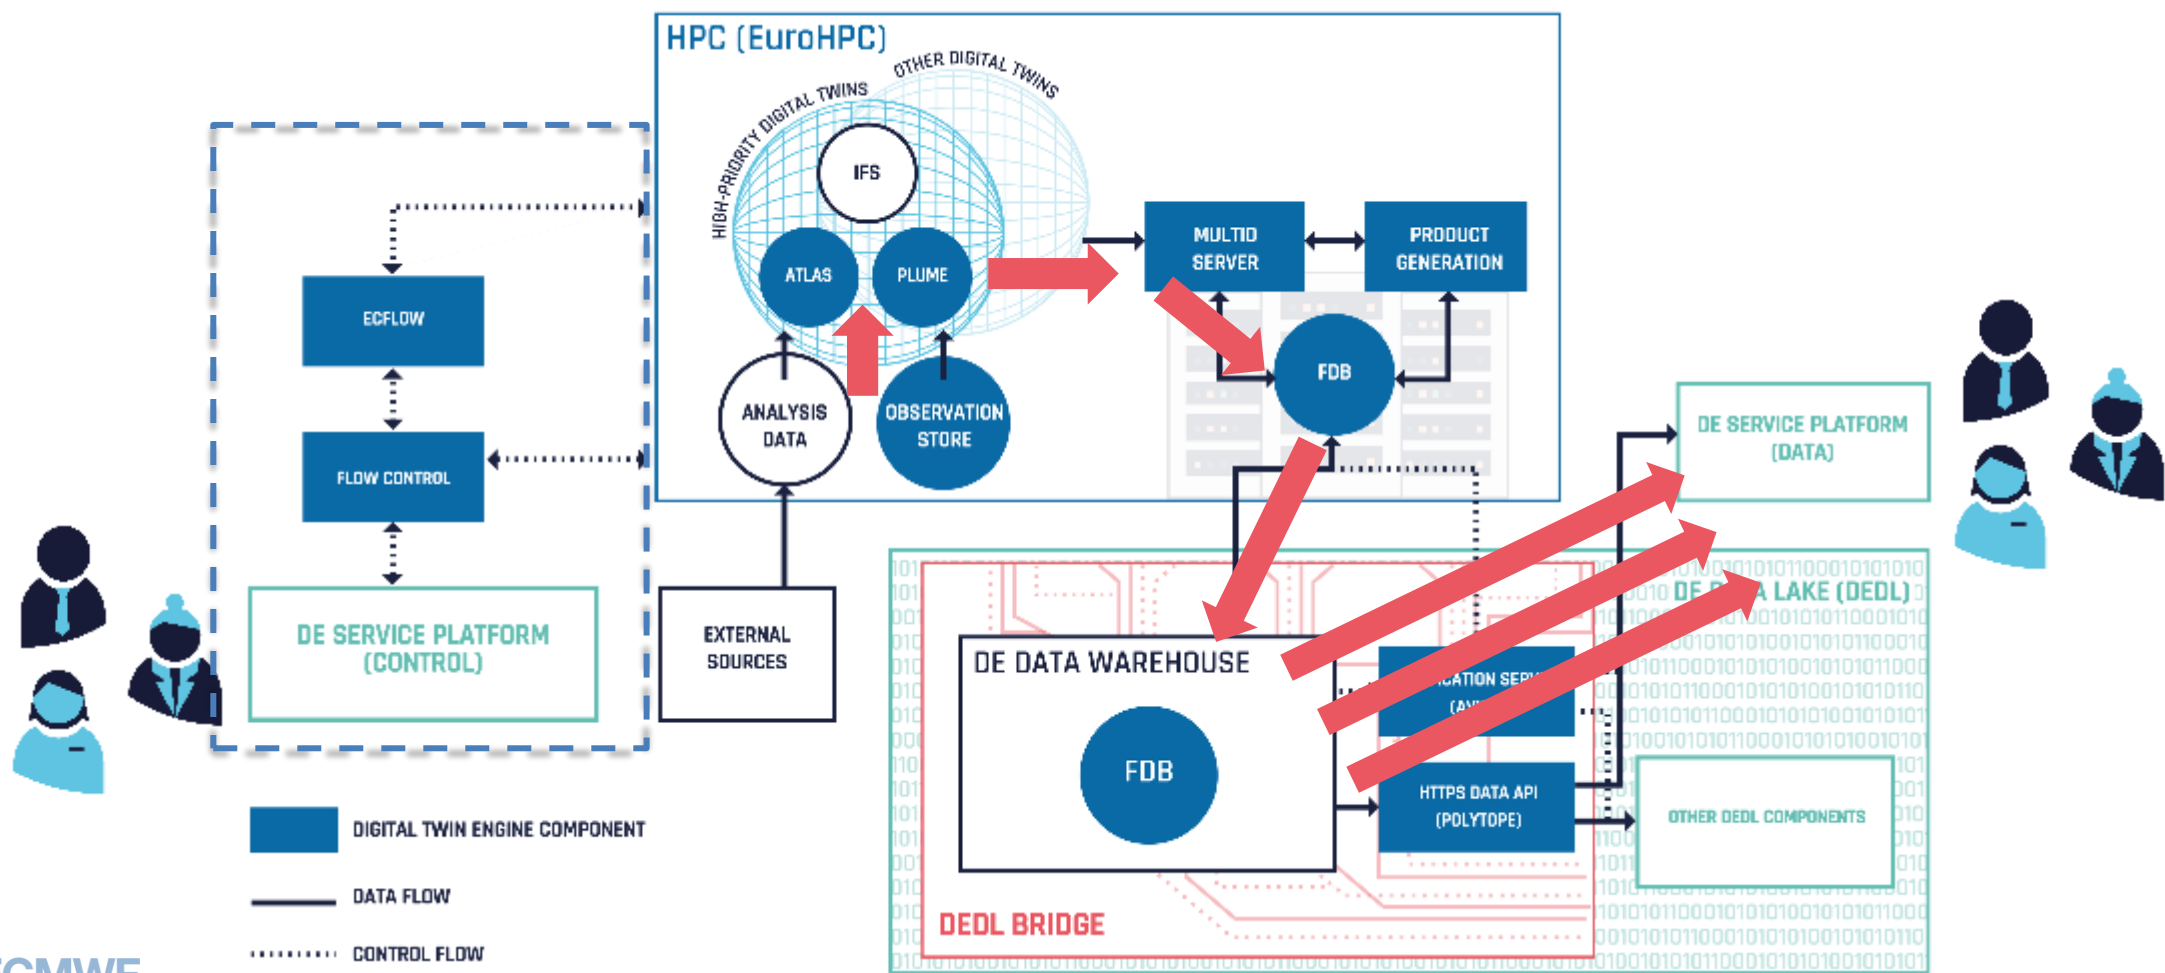 HPC (EuroHPC)
OTHER DIGITAL TWINS
HIGH-PRIORITY DIGITAL TWINS
IFS
ATLAS
PLUME
MULTIO
SERVER
PRODUCT
GENERATION
ECFLOW
FDB
ANALYSIS
DATA
OBSERVATION
STORE
FLOW CONTROL
DE SERVICE PLATFORM
(DATA)
DE SERVICE PLATFORM
(CONTROL)
EXTERNAL
SOURCES
DE LAKE (DEDL)
DE DATA WAREHOUSE
FDB
HTTPS DATA API
(POLYTOPE)
OTHER DEDL COMPONENTS
DEDL BRIDGE
DIGITAL TWIN ENGINE COMPONENT
DATA FLOW
CONTROL FLOW